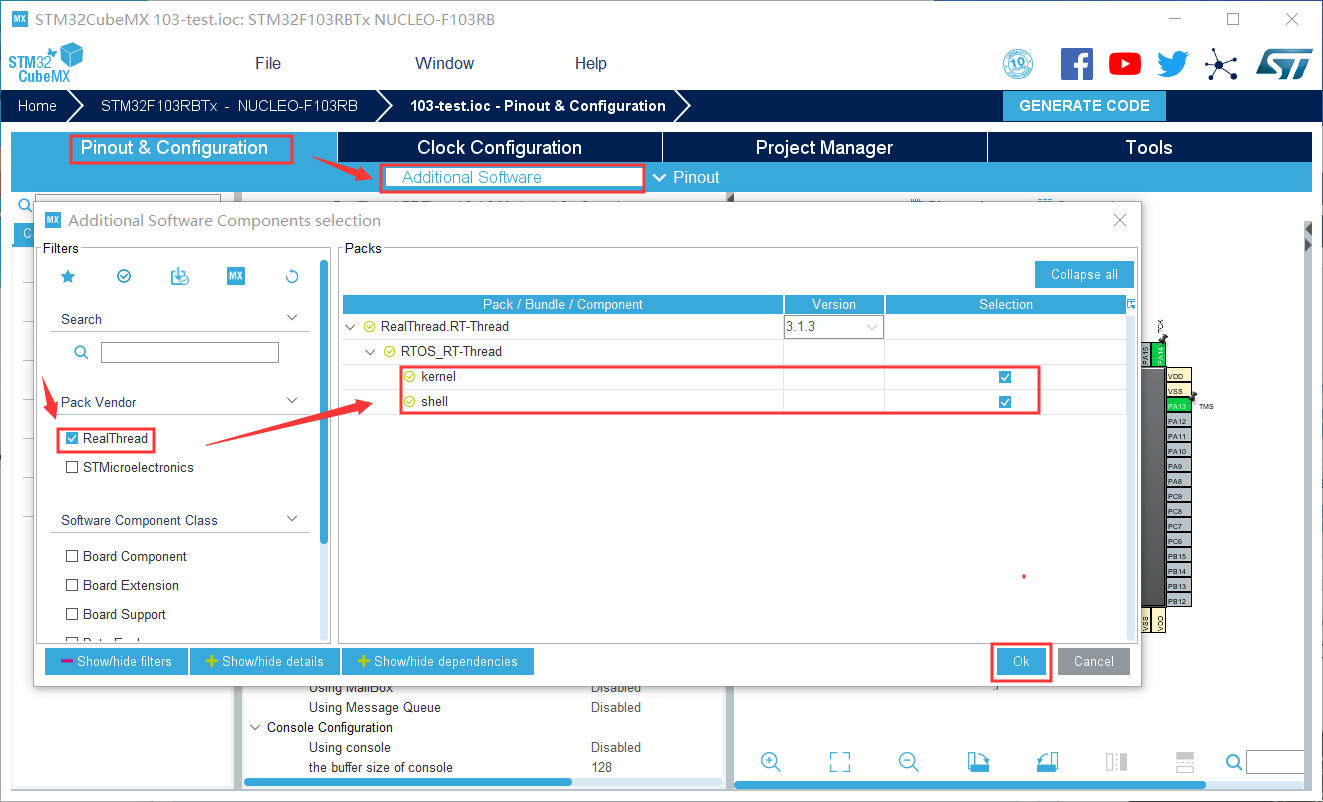 MX STM32CubeMX 103-test.ioc: STM32F103RBTx NUCLEO-F103RB
STM32
CubeMX
File Window Help
10
Home STM32F103RBTx - NUCLEO-F103RB 103-test.ioc - Pinout & Configuration GENERATE CODE
Pinout & Configuration Clock Configuration Project Manager Tools
Additional Software Pinout
MX Additional Software Components selection
Filters
MX
Search
Pack Vendor
RealThread
STMicroelectronics
Software Component Class
Board Component
Board Extension
Board Support
Packs
Collapse all
Pack / Bundle / Component Version Selection
RealThread.RT-Thread 3.1.3
RTOS_RT-Thread
kernel
shell
Show/hide filters Show/hide details Show/hide dependencies Ok Cancel
Using MailBox Disabled
Using Message Queue Disabled
Console Configuration
Using console Disabled
the buffer size of console 128
TCK
PA15
PA14
VDD
VSS
PA13 TMS
PA12
PA11
PA10
PA9
PA8
PC9
PC8
PC7
PC6
PB15
PB14
PB13
PB12
VSS
VDD